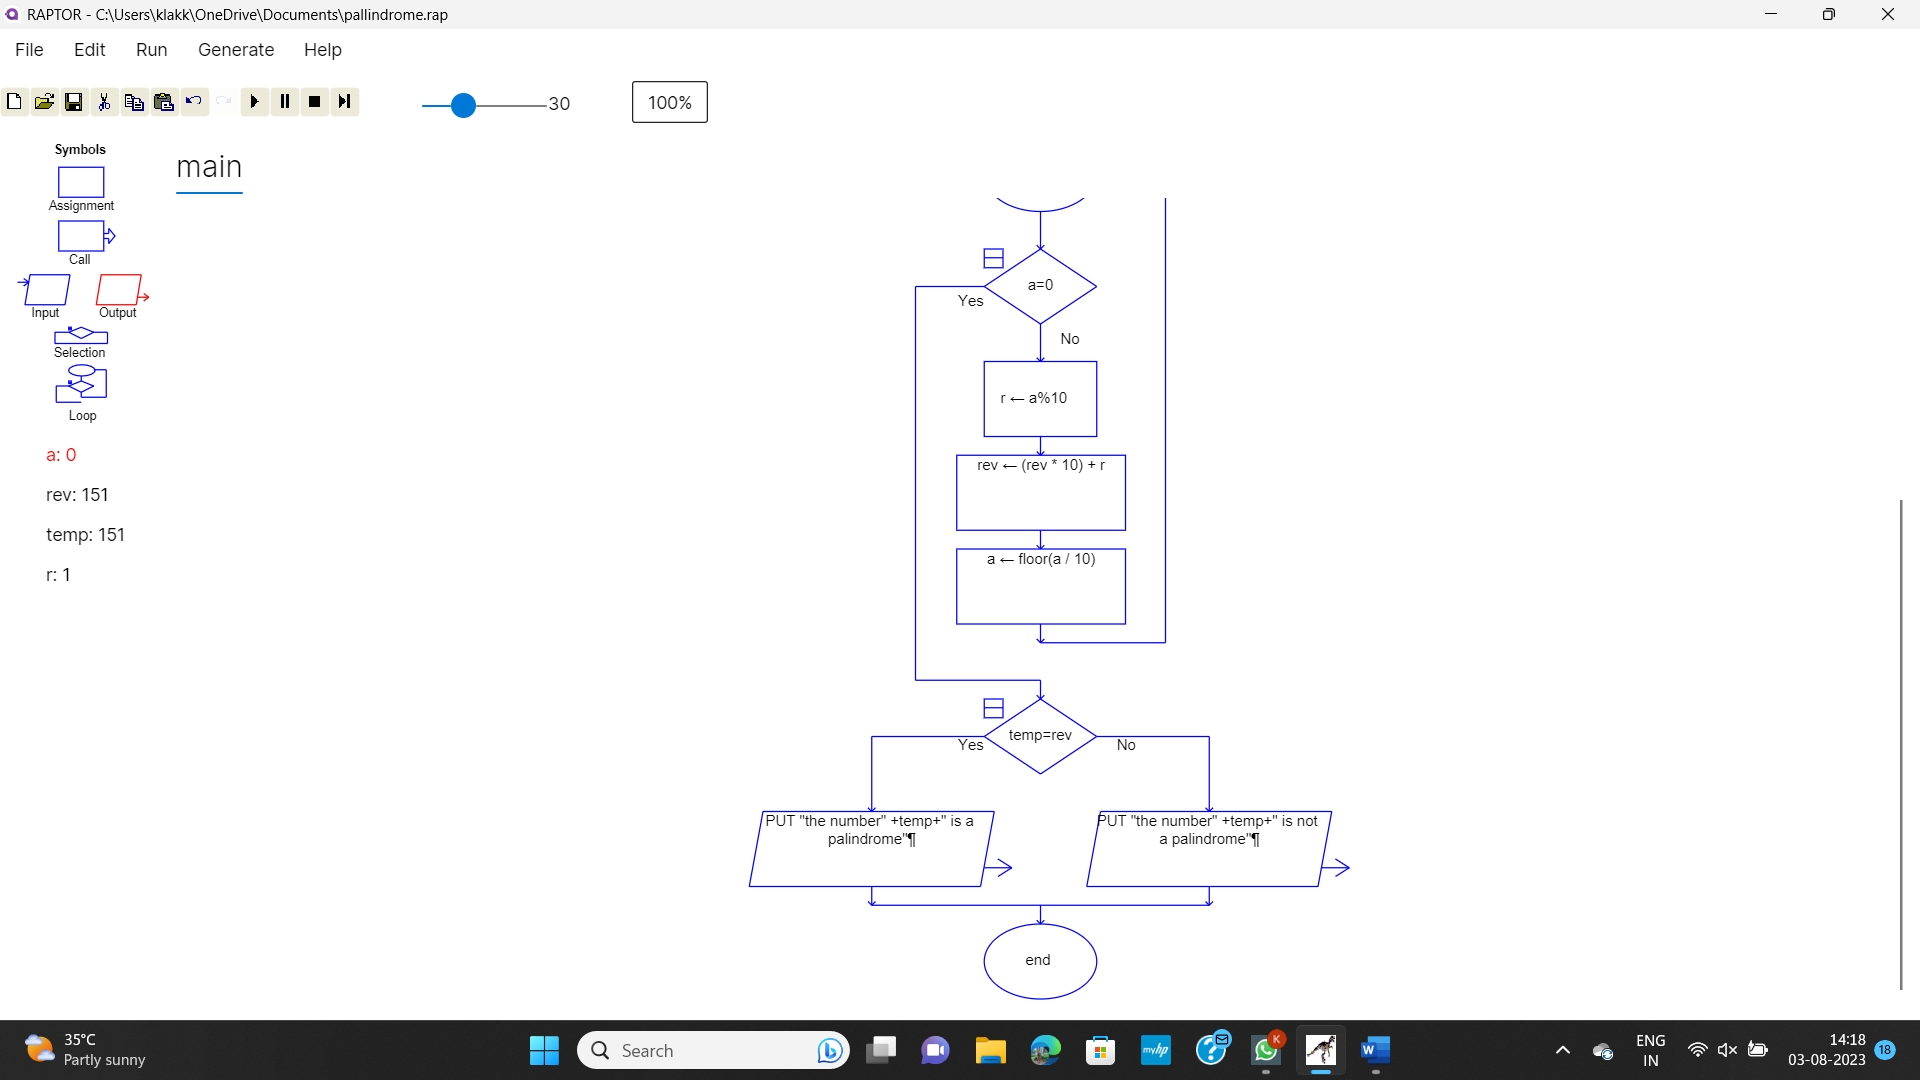 RAPTOR - C:\Users\klakk\OneDrive\Documents\pallindrome.rap
File Edit Run Generate Help
30
100%
Symbols
main
Assignment
Call
Input Output
Selection
Loop
a: 0
rev: 151
temp: 151
r: 1
a=0
Yes
No
r ← a%10
rev ← (rev * 10) + r
a ← floor(a / 10)
temp=rev
Yes
No
PUT "the number" +temp+" is a
palindrome"¶
PUT "the number" +temp+" is not
a palindrome"¶
end
35°C
Partly sunny
Search
myhp
K
W
ENG
IN
14:18
03-08-2023
18